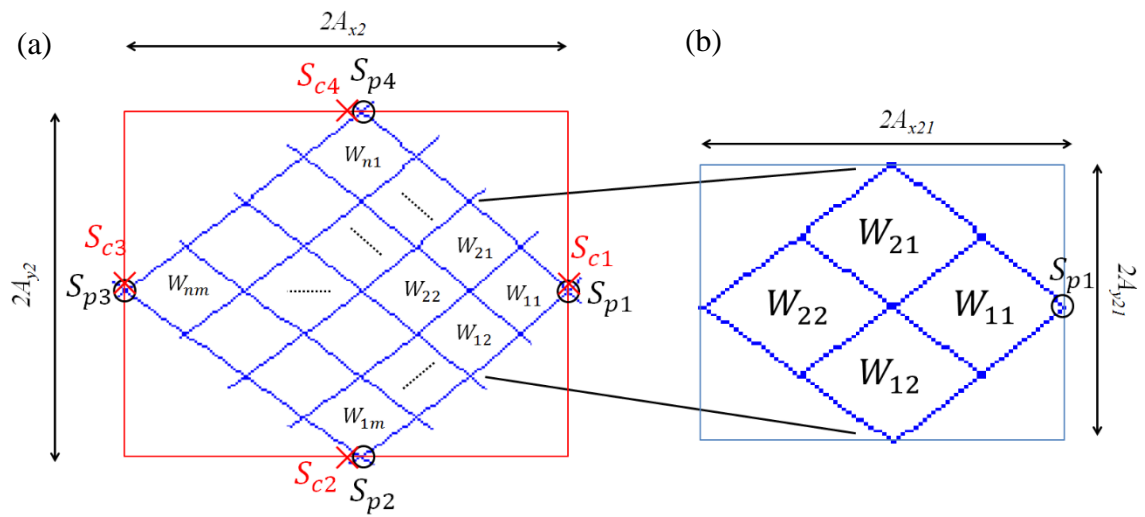 (a)
2A_{x2}
(b)
S_{c4} S_{p4}
W_{n1}
2A_{x21}
W_{21}
S_{c3}
S_{c1}
2A_{y2}
S_{p3}
W_{nm}
W_{22}
W_{11}
S_{p1}
W_{12}
W_{1m}
S_{c2}
S_{p2}
W_{21}
S_{p1}
W_{22}
W_{11}
W_{12}
2A_{y21}